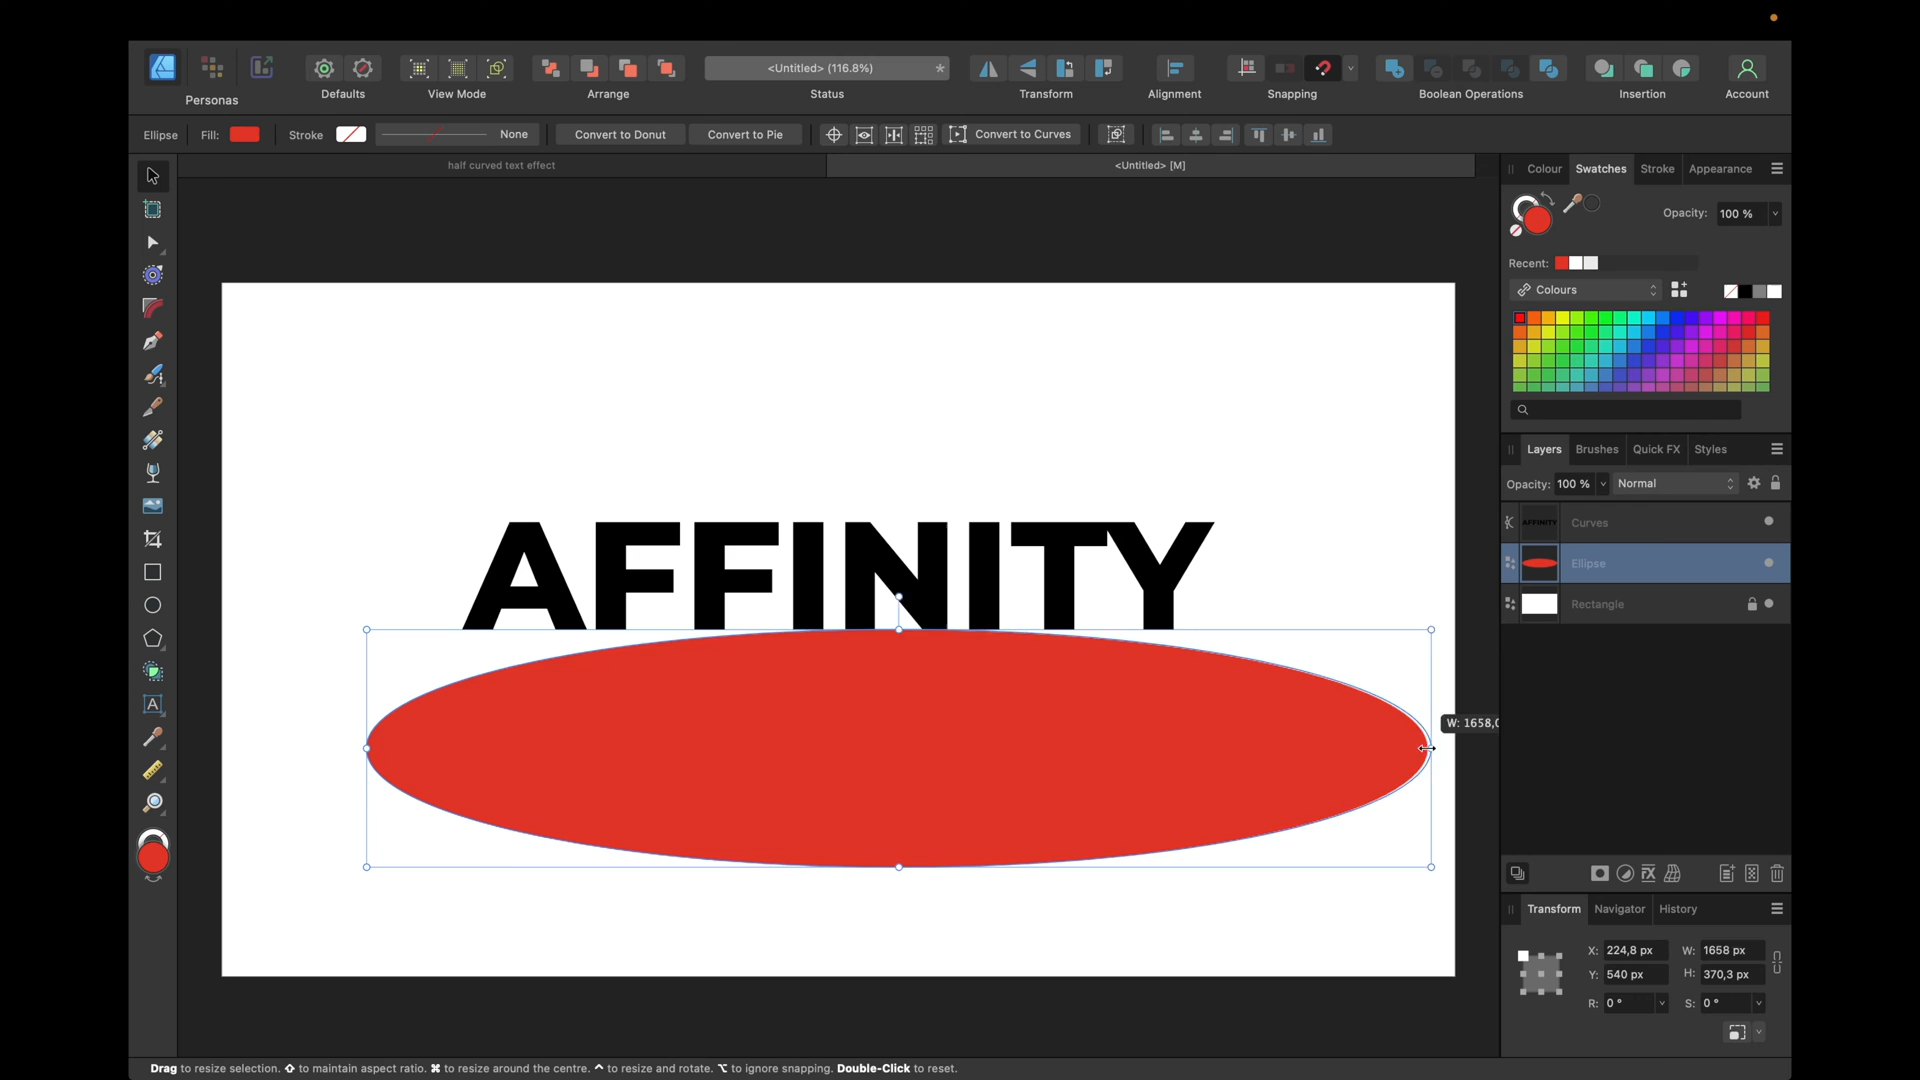 <Untitled> (116.8%) *
Personas Defaults View Mode Arrange Status Transform Alignment Snapping Boolean Operations Insertion Account
Ellipse Fill: Stroke None Convert to Donut Convert to Pie Convert to Curves
half curved text effect <Untitled> [M]
Colour Swatches Stroke Appearance
Opacity: 100 %
Recent:
Colours
AFFINITY
Layers Brushes Quick FX Styles
Opacity: 100 % Normal
AFFINITY Curves
Ellipse
Rectangle
W: 1658,0
A
Transform Navigator History
X: 224,8 px W: 1658 px
Y: 540 px H: 370,3 px
R: 0 ° S: 0 °
Drag to resize selection. ⇧ to maintain aspect ratio. ⌘ to resize around the centre. ^ to resize and rotate. ⌥ to ignore snapping. Double-Click to reset.